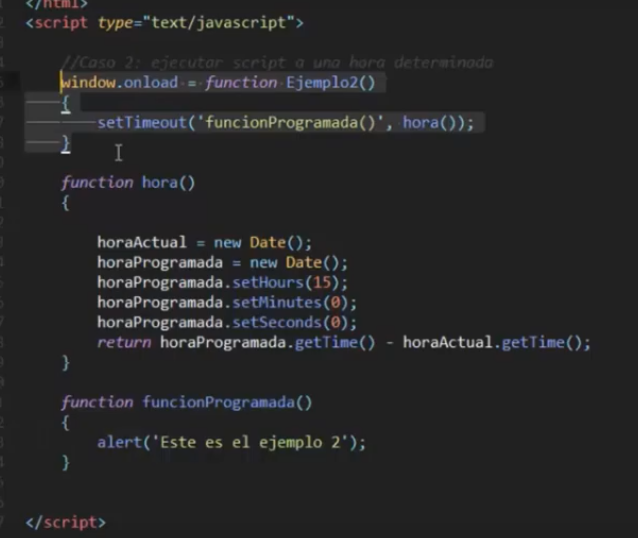 </html>
<script type="text/javascript">
//Caso 2: ejecutar script a una hora determinada
window.onload = function Ejemplo2()
{
setTimeout('funcionProgramada()', hora());
}
function hora()
{
horaActual = new Date();
horaProgramada = new Date();
horaProgramada.setHours(15);
horaProgramada.setMinutes(0);
horaProgramada.setSeconds(0);
return horaProgramada.getTime() - horaActual.getTime();
}
function funcionProgramada()
{
alert('Este es el ejemplo 2');
}
</script>